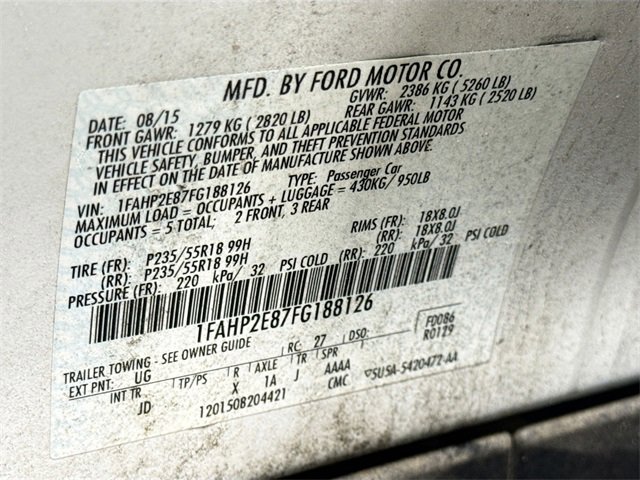 MFD. BY FORD MOTOR CO.
DATE: 08/15 GVWR: 2386 KG ( 5260 LB)
FRONT GAWR: 1279 KG ( 2820 LB) REAR GAWR: 1143 KG ( 2520 LB)
THIS VEHICLE CONFORMS TO ALL APPLICABLE FEDERAL MOTOR
VEHICLE SAFETY, BUMPER, AND THEFT PREVENTION STANDARDS
IN EFFECT ON THE DATE OF MANUFACTURE SHOWN ABOVE.
VIN: 1FAHP2E87FG188126 TYPE: Passenger Car
MAXIMUM LOAD = OCCUPANTS + LUGGAGE = 430KG/950LB
OCCUPANTS = 5 TOTAL; 2 FRONT, 3 REAR
TIRE (FR): P235/55R18 99H RIMS (FR): 18X8.0J
(RR): P235/55R18 99H (RR): 18X8.0J
PRESSURE (FR): 220 kPa/ 32 PSI COLD (RR): 220 kPa/ 32 PSI COLD
1FAHP2E87FG188126
TRAILER TOWING - SEE OWNER GUIDE RC: 27 DSO: F0086
R0129
EXT PNT: UG
INT TR TP/PS R AXLE TR SPR
JD X 1A J AAAA
CMC ▽5U5A-5420472-AA
1201508204421